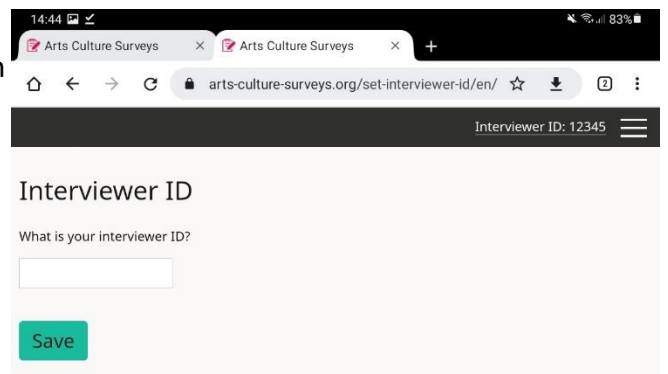 14:44 83%
Arts Culture Surveys Arts Culture Surveys
n
arts-culture-surveys.org/set-interviewer-id/en/ 2
Interviewer ID: 12345
Interviewer ID
What is your interviewer ID?
Save